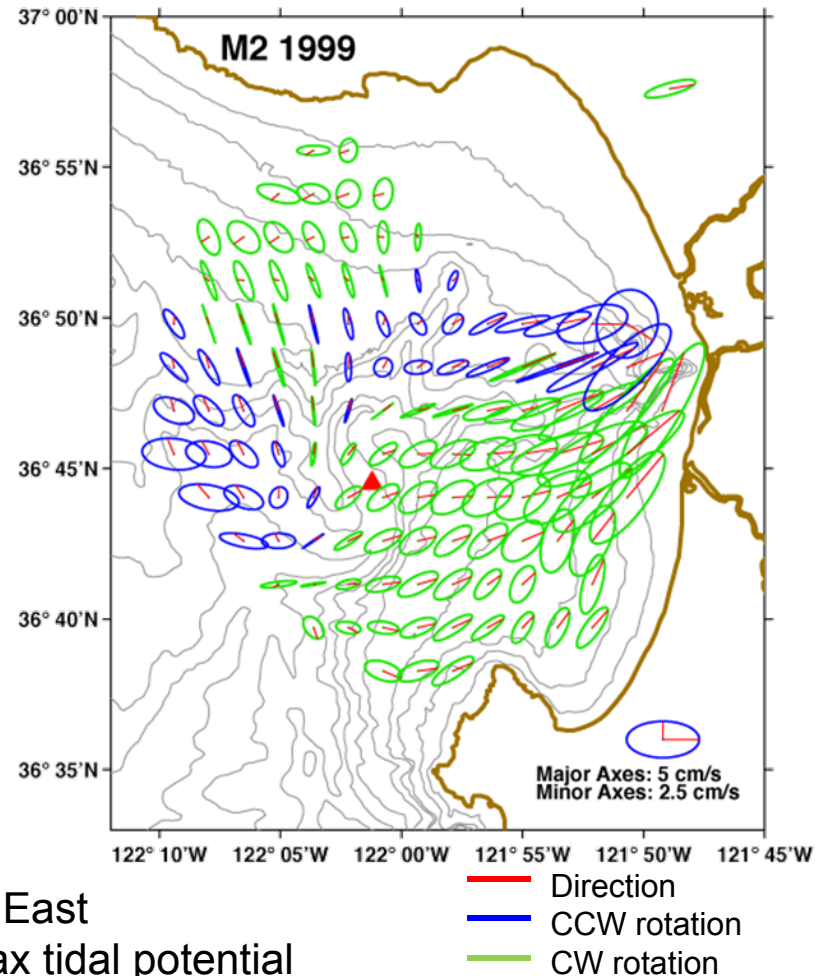 37° 00'N
M2 1999
36° 55'N
36° 50'N
36° 45'N
36° 40'N
36° 35'N
Major Axes: 5 cm/s
Minor Axes: 2.5 cm/s
122° 10'W 122° 05'W 122° 00'W 121° 55'W 121° 50'W 121° 45'W
Direction
East
CCW rotation
ax tidal potential
CW rotation